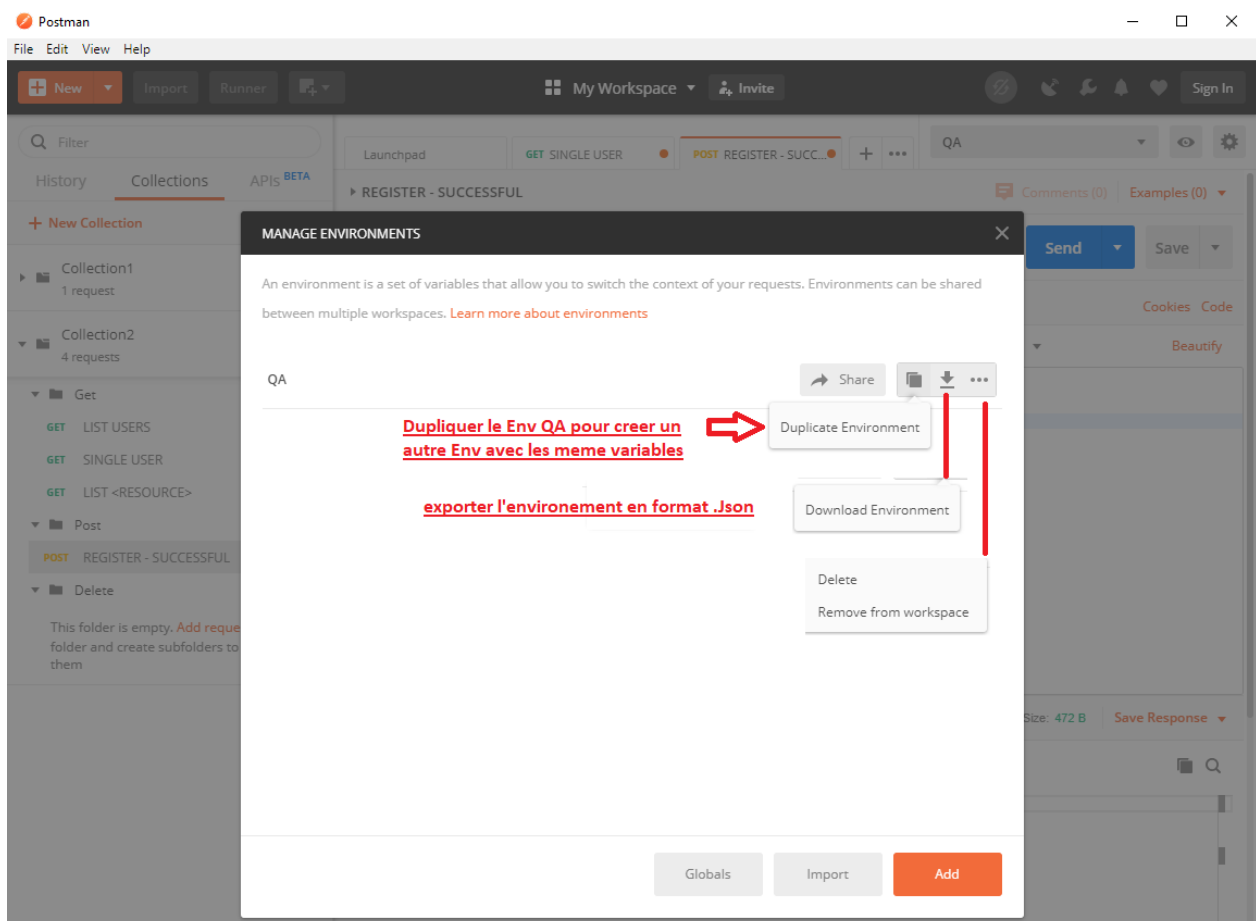 Postman
File Edit View Help
New Import Runner My Workspace Invite Sign In
Filter
History Collections APIs BETA
+ New Collection
Collection1
1 request
Collection2
4 requests
Get
GET LIST USERS
GET SINGLE USER
GET LIST <RESOURCE>
Post
POST REGISTER - SUCCESSFUL
Delete
This folder is empty. Add reque
folder and create subfolders to
them
Launchpad GET SINGLE USER POST REGISTER - SUCC... + ••• QA
REGISTER - SUCCESSFUL Comments (0) Examples (0)
Send Save
Cookies Code
Beautify
MANAGE ENVIRONMENTS
An environment is a set of variables that allow you to switch the context of your requests. Environments can be shared
between multiple workspaces. Learn more about environments
QA Share
Dupliquer le Env QA pour creer un
autre Env avec les meme variables
Duplicate Environment
exporter l'environement en format .Json
Download Environment
Delete
Remove from workspace
Size: 472 B Save Response
Globals Import Add